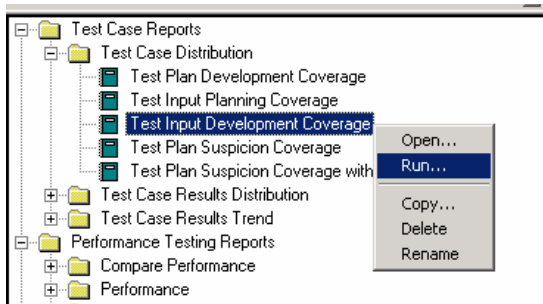 Test Case Reports
Test Case Distribution
Test Plan Development Coverage
Test Input Planning Coverage
Test Input Development Coverage
Test Plan Suspicion Coverage
Test Plan Suspicion Coverage with
Test Case Results Distribution
Test Case Results Trend
Performance Testing Reports
Compare Performance
Performance
Open...
Run...
Copy...
Delete
Rename